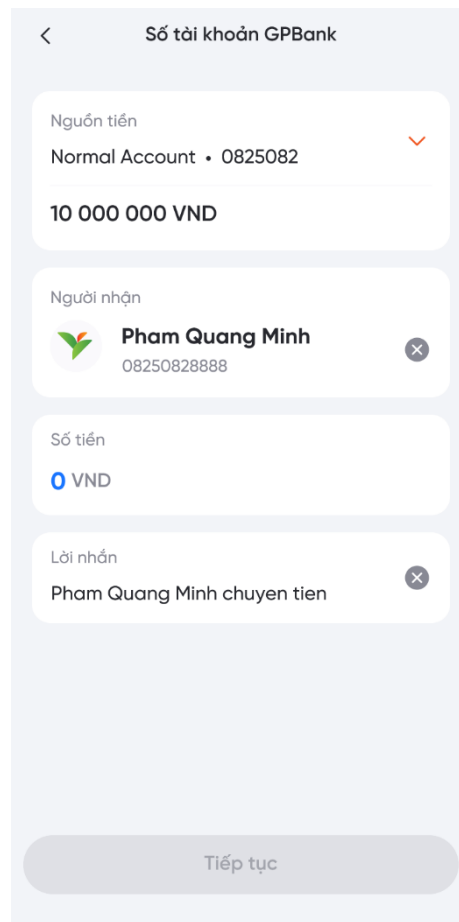 Số tài khoản GPBank
Nguồn tiền
Normal Account • 0825082
10 000 000 VND
Người nhận
Pham Quang Minh
08250828888
Số tiền
0 VND
Lời nhắn
Pham Quang Minh chuyen tien
Tiếp tục